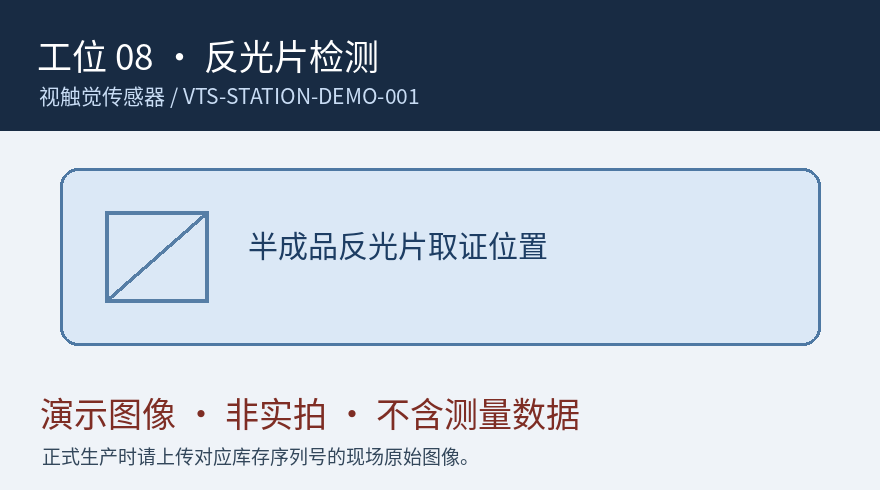 工位 08 · 反光片检测
视触觉传感器 / VTS-STATION-DEMO-001
半成品反光片取证位置
演示图像 · 非实拍 · 不含测量数据
正式生产时请上传对应库存序列号的现场原始图像。